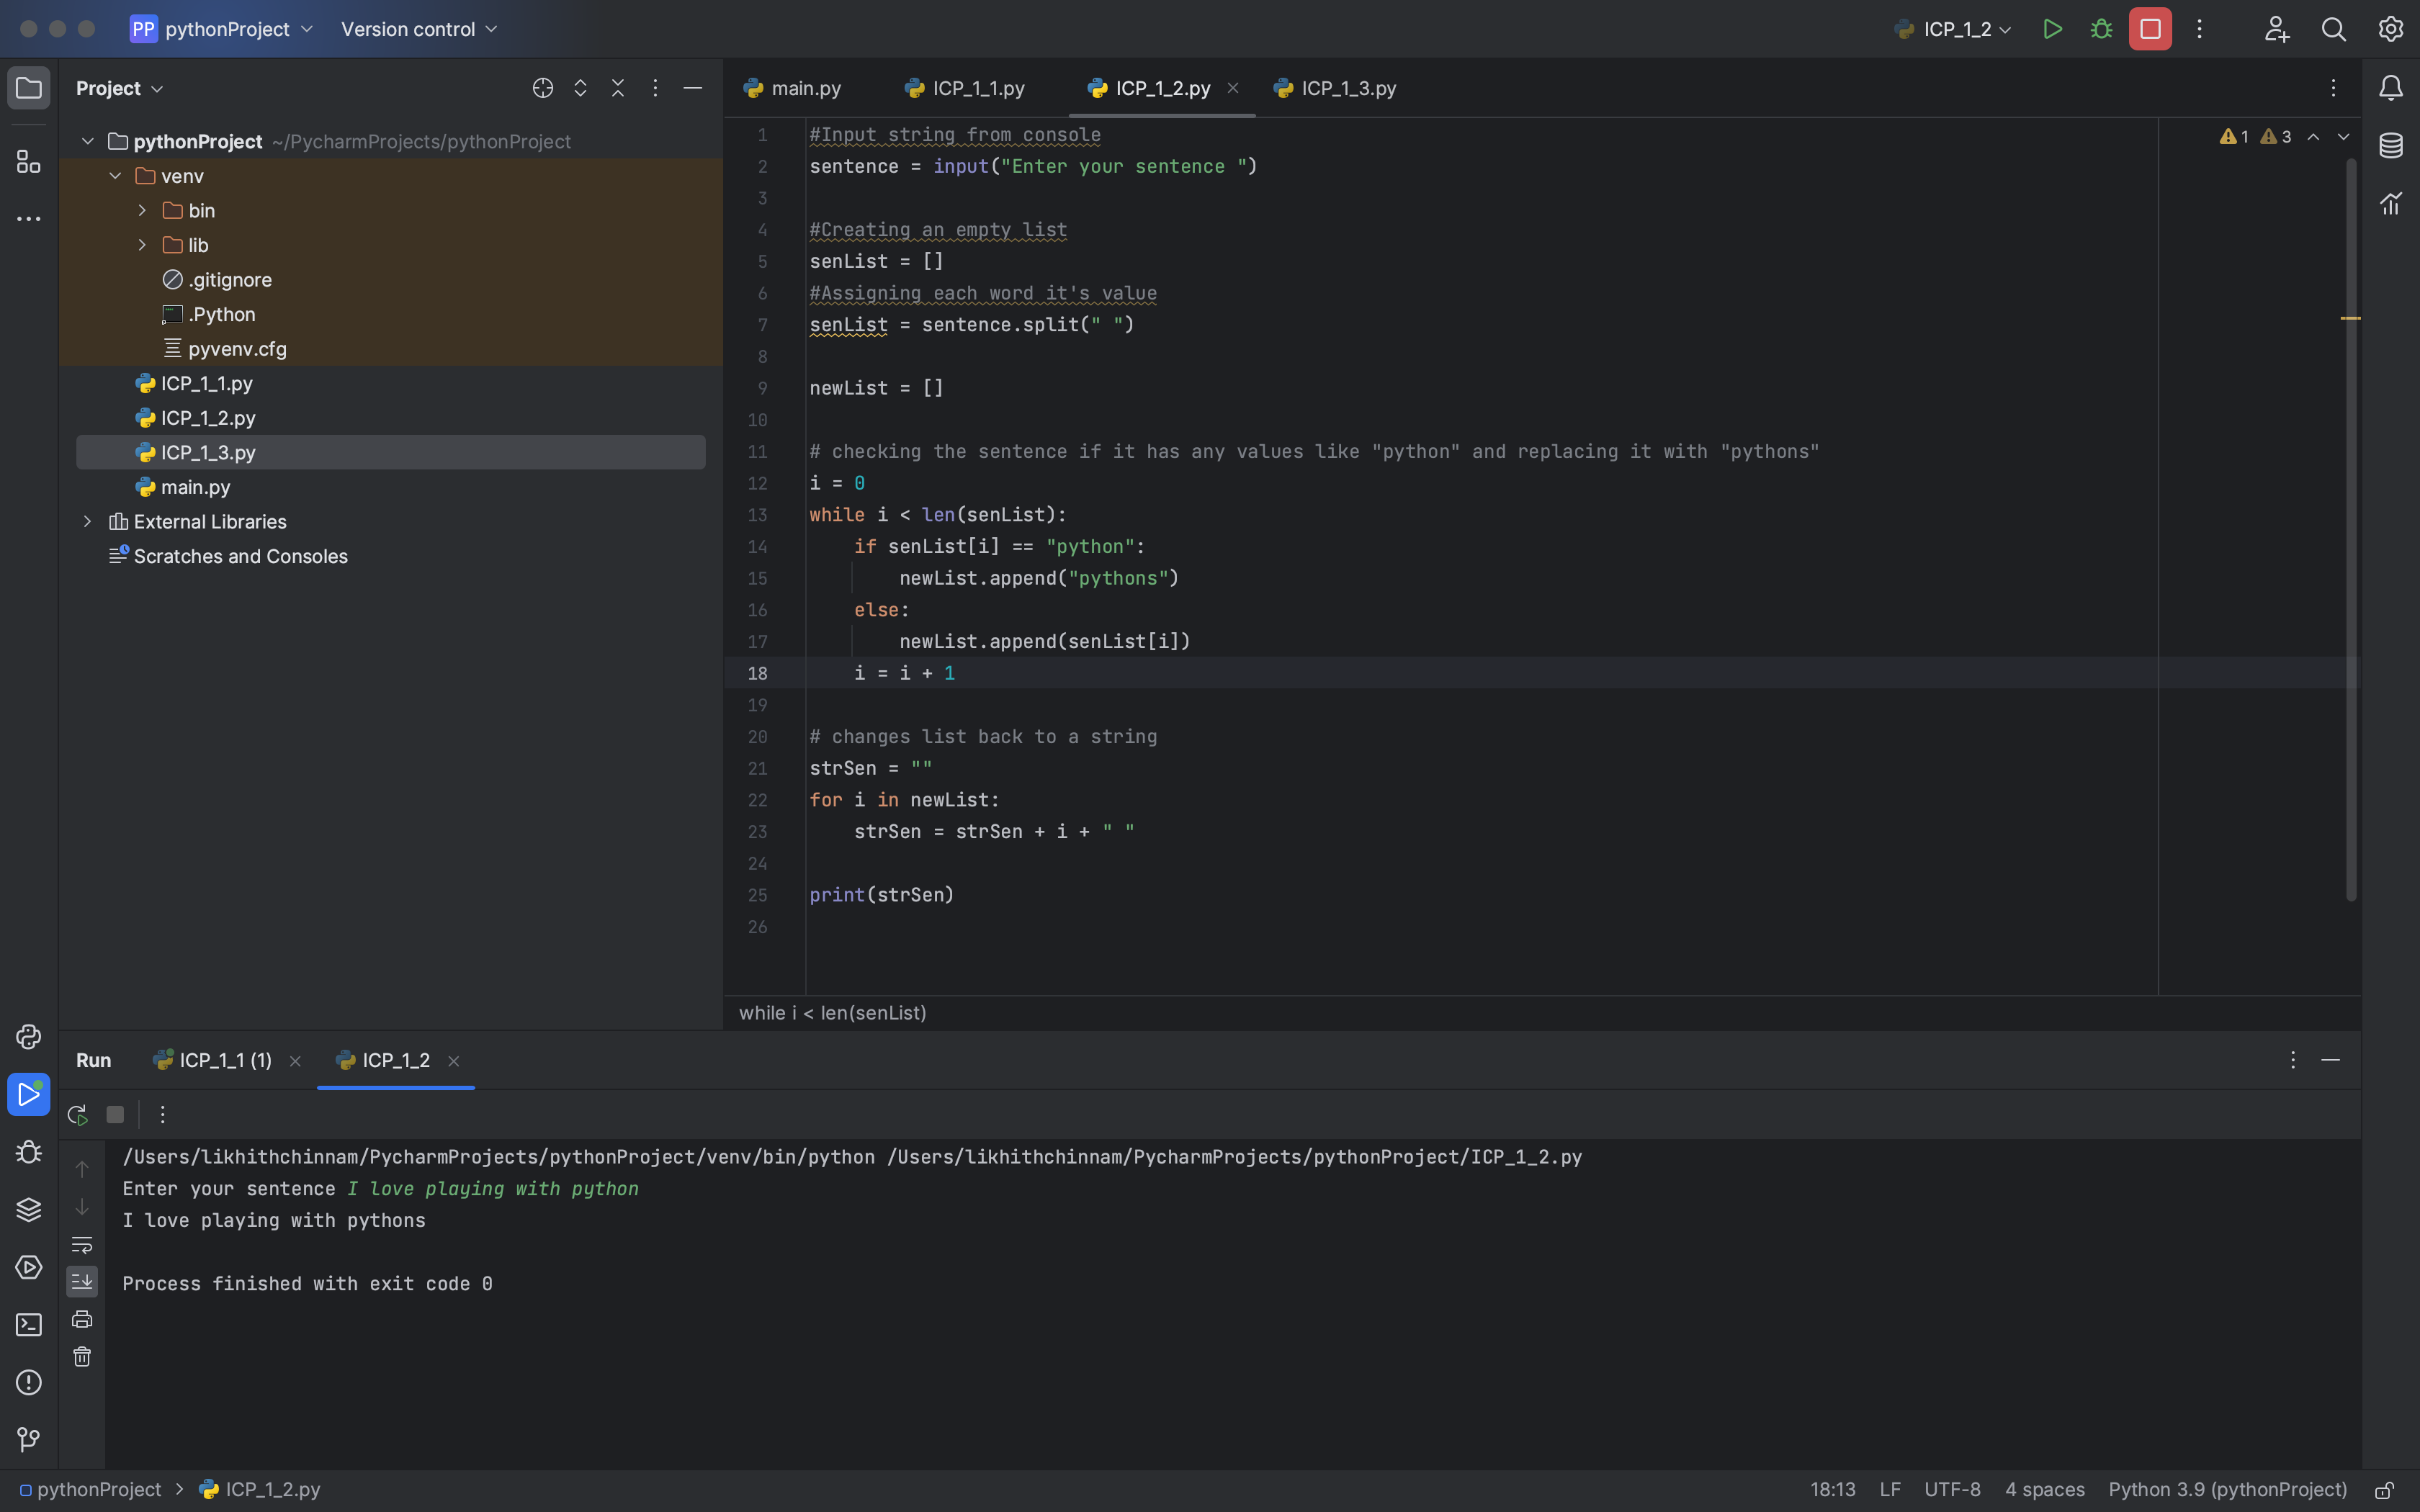 PP pythonProject Version control ICP_1_2
Project
pythonProject ~/PycharmProjects/pythonProject
venv
bin
lib
.gitignore
.Python
pyvenv.cfg
ICP_1_1.py
ICP_1_2.py
ICP_1_3.py
main.py
External Libraries
Scratches and Consoles
main.py ICP_1_1.py ICP_1_2.py ICP_1_3.py
1 3
1 #Input string from console
2 sentence = input("Enter your sentence ")
3
4 #Creating an empty list
5 senList = []
6 #Assigning each word it's value
7 senList = sentence.split(" ")
8
9 newList = []
10
11 # checking the sentence if it has any values like "python" and replacing it with "pythons"
12 i = 0
13 while i < len(senList):
14     if senList[i] == "python":
15         newList.append("pythons")
16     else:
17         newList.append(senList[i])
18     i = i + 1
19
20 # changes list back to a string
21 strSen = ""
22 for i in newList:
23     strSen = strSen + i + " "
24
25 print(strSen)
26
while i < len(senList)
Run ICP_1_1 (1) ICP_1_2
/Users/likhithchinnam/PycharmProjects/pythonProject/venv/bin/python /Users/likhithchinnam/PycharmProjects/pythonProject/ICP_1_2.py
Enter your sentence I love playing with python
I love playing with pythons
Process finished with exit code 0
pythonProject > ICP_1_2.py 18:13 LF UTF-8 4 spaces Python 3.9 (pythonProject)